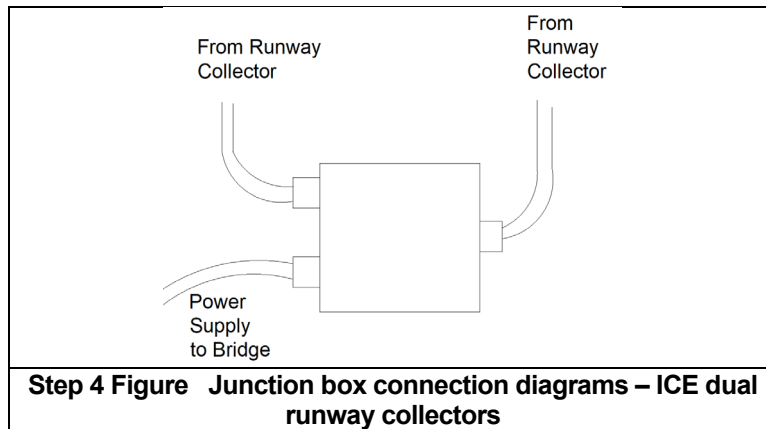 From Runway
Collector
From
Runway
Collector
Power
Supply
to Bridge
Step 4 Figure   Junction box connection diagrams – ICE dual
runway collectors